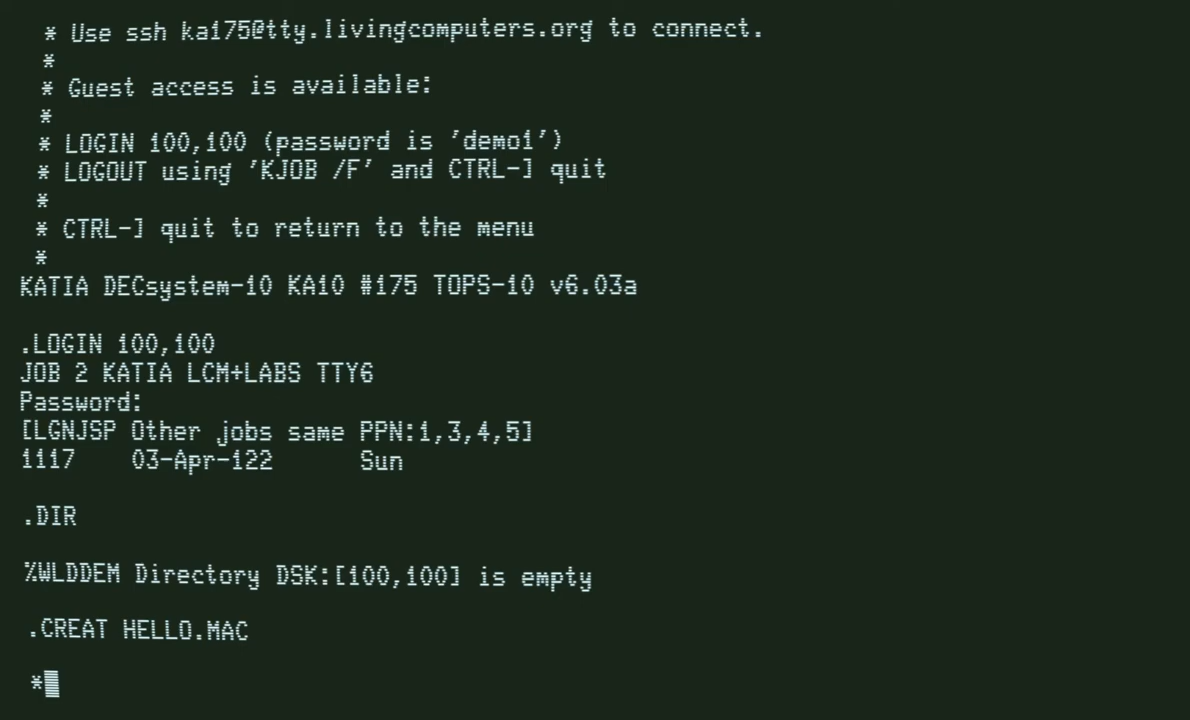 * Use ssh ka175@tty.livingcomputers.org to connect.
*
* Guest access is available:
*
* LOGIN 100,100 (password is 'demo1')
* LOGOUT using 'KJOB /F' and CTRL-] quit
*
* CTRL-] quit to return to the menu
*
KATIA DECsystem-10 KA10 #175 TOPS-10 v6.03a
.LOGIN 100,100
JOB 2 KATIA LCM+LABS TTY6
Password:
[LGNJSP Other jobs same PPN:1,3,4,5]
1117 03-Apr-122 Sun
.DIR
%WLDDEM Directory DSK:[100,100] is empty
.CREAT HELLO.MAC
*